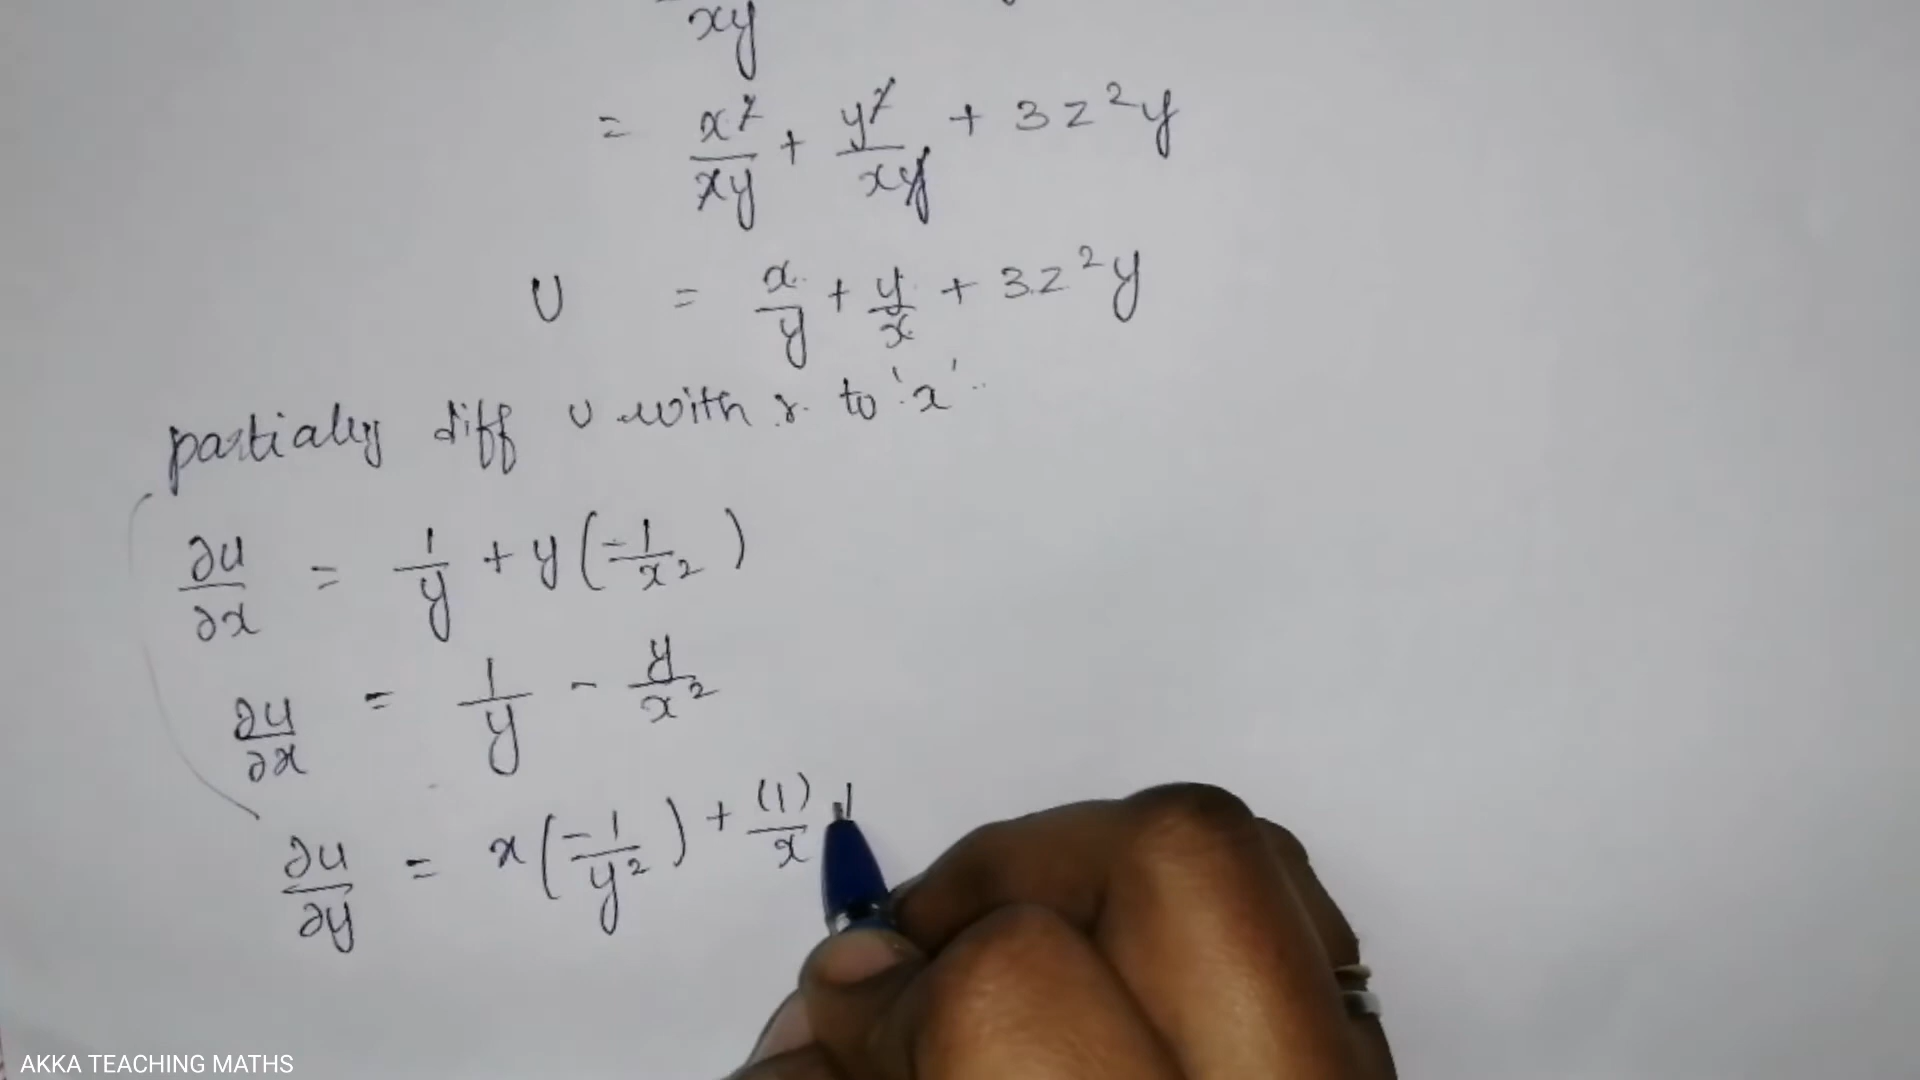 xy
= x²/xy + y²/xy + 3z²y
U = x/y + y/x + 3z²y
partially diff U with r. to 'x'..
∂u/∂x = 1/y + y(-1/x²)
∂u/∂x = 1/y - y/x²
∂u/∂y = x(-1/y²) + (1)/x
AKKA TEACHING MATHS